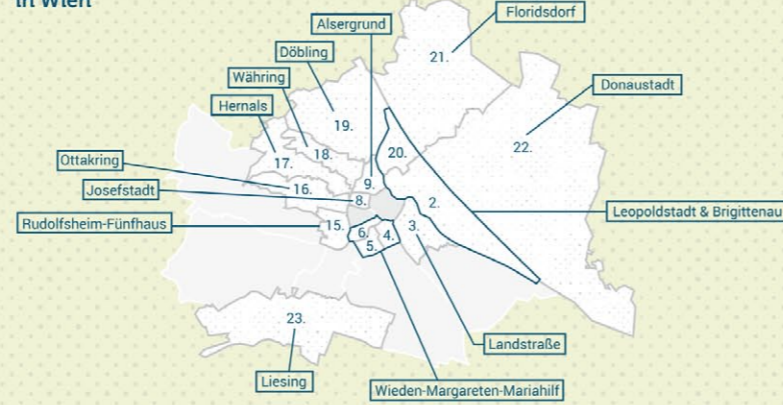 in Wien
Floridsdorf
Alsergrund
Döbling
21.
Währing
Donaustadt
Hernals
19.
22.
20.
18.
17.
Ottakring
16.
9.
Josefstadt
8.
2.
Leopoldstadt & Brigittenau
Rudolfsheim-Fünfhaus
15.
6.
4.
3.
5.
23.
Landstraße
Liesing
Wieden-Margareten-Mariahilf